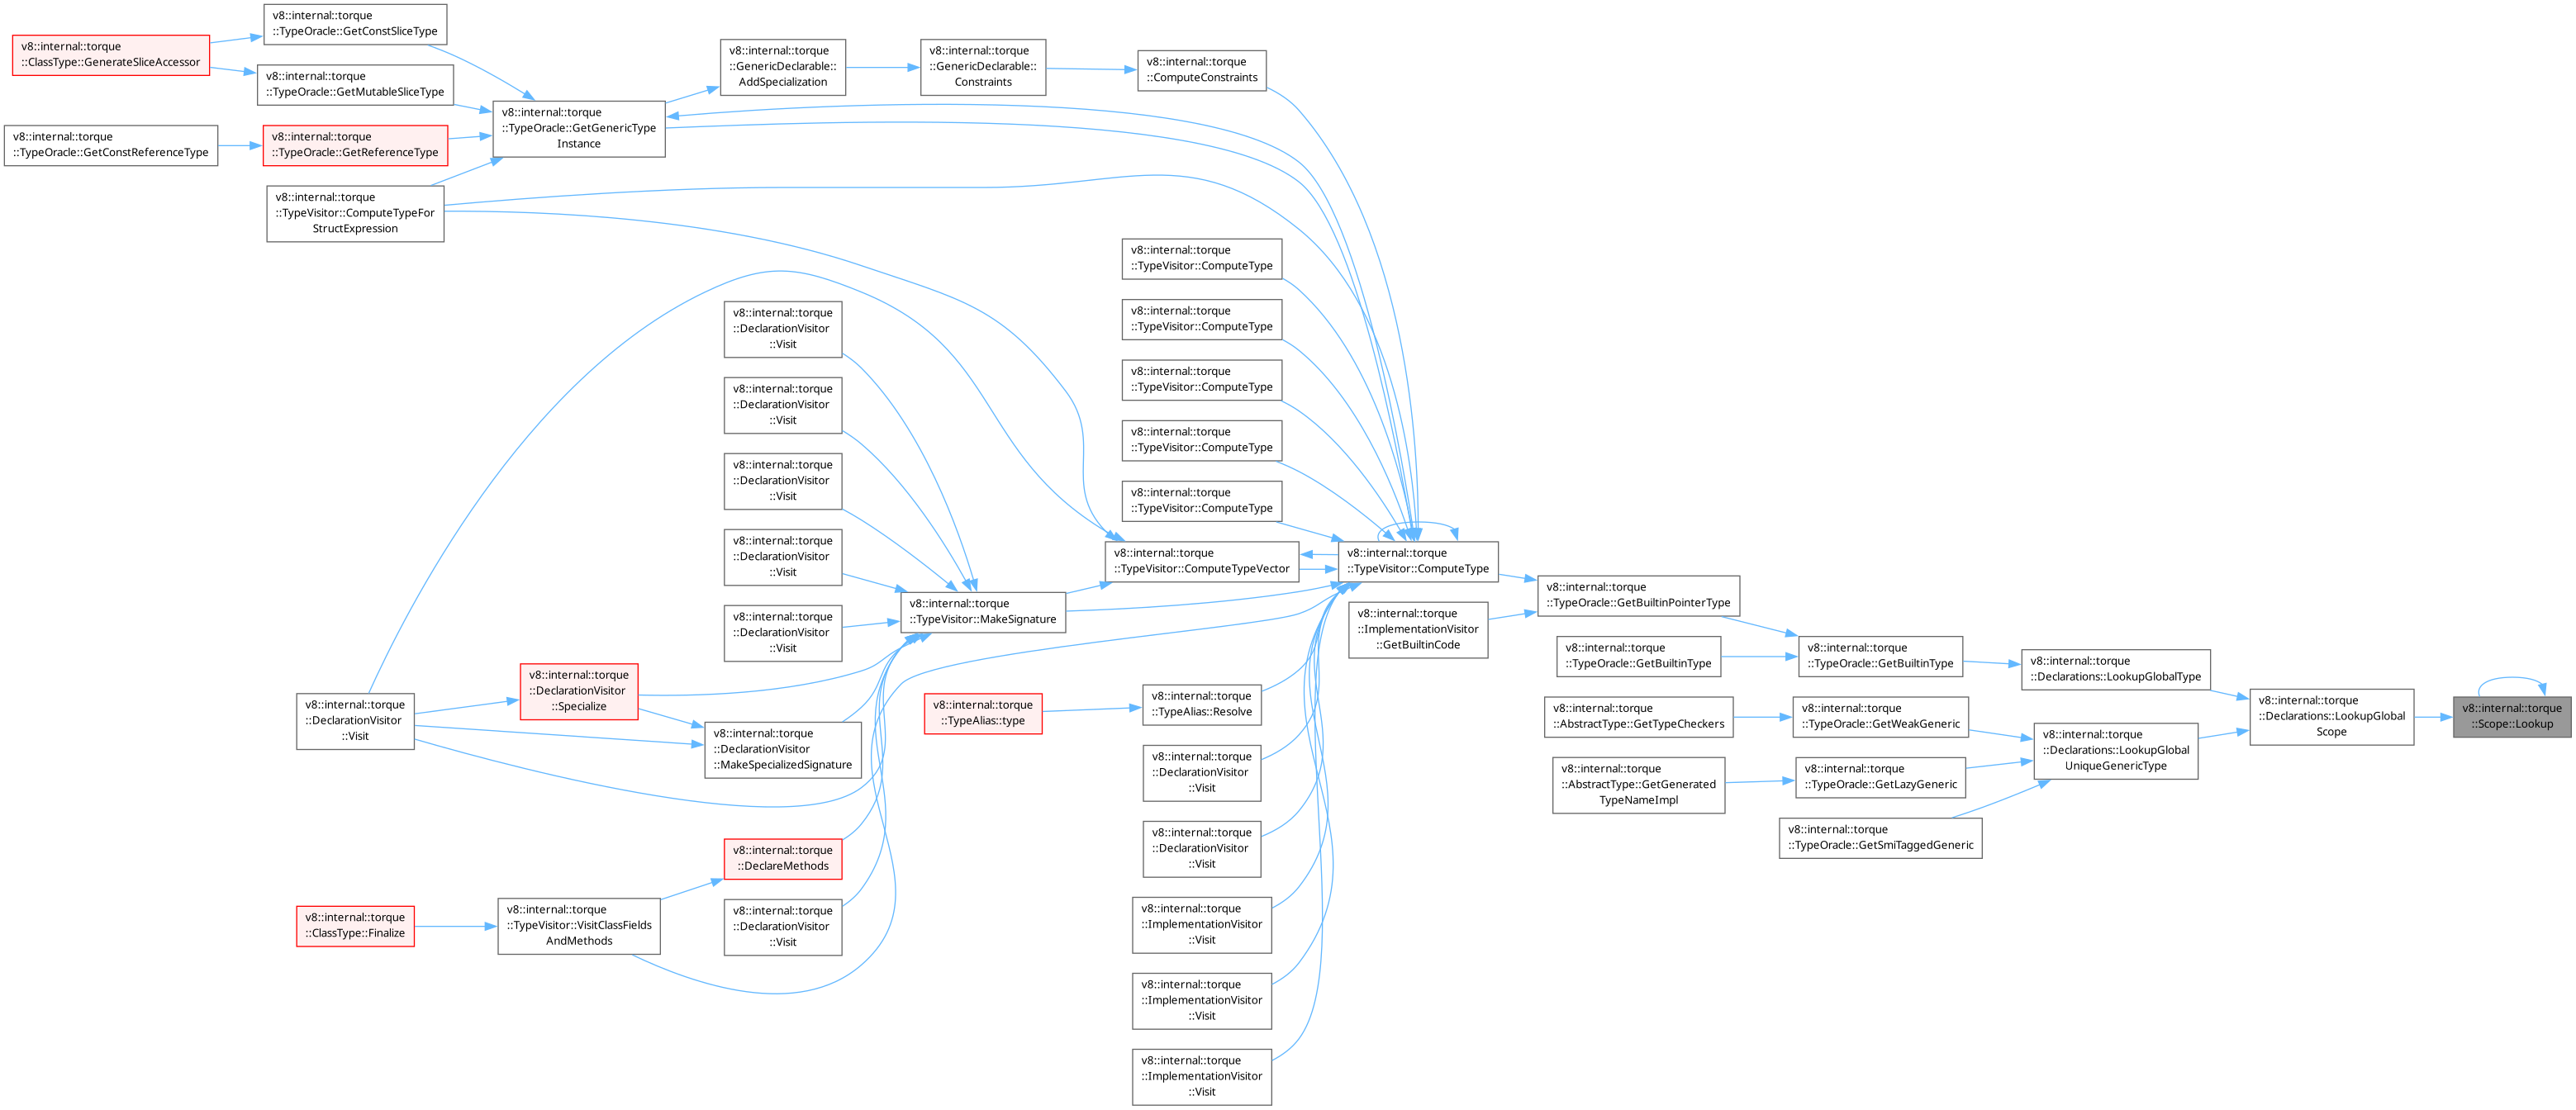 v8::internal::torque
::TypeOracle::GetConstSliceType
v8::internal::torque
::ClassType::GenerateSliceAccessor
v8::internal::torque
::TypeOracle::GetMutableSliceType
v8::internal::torque
::TypeOracle::GetConstReferenceType
v8::internal::torque
::TypeOracle::GetReferenceType
v8::internal::torque
::TypeVisitor::ComputeTypeFor
StructExpression
v8::internal::torque
::TypeOracle::GetGenericType
Instance
v8::internal::torque
::GenericDeclarable::
AddSpecialization
v8::internal::torque
::GenericDeclarable::
Constraints
v8::internal::torque
::ComputeConstraints
v8::internal::torque
::TypeVisitor::ComputeType
v8::internal::torque
::TypeVisitor::ComputeType
v8::internal::torque
::TypeVisitor::ComputeType
v8::internal::torque
::TypeVisitor::ComputeType
v8::internal::torque
::TypeVisitor::ComputeType
v8::internal::torque
::DeclarationVisitor
::Visit
v8::internal::torque
::DeclarationVisitor
::Visit
v8::internal::torque
::DeclarationVisitor
::Visit
v8::internal::torque
::DeclarationVisitor
::Visit
v8::internal::torque
::DeclarationVisitor
::Visit
v8::internal::torque
::TypeVisitor::ComputeTypeVector
v8::internal::torque
::TypeVisitor::ComputeType
v8::internal::torque
::TypeVisitor::MakeSignature
v8::internal::torque
::ImplementationVisitor
::GetBuiltinCode
v8::internal::torque
::TypeOracle::GetBuiltinPointerType
v8::internal::torque
::TypeOracle::GetBuiltinType
v8::internal::torque
::TypeOracle::GetBuiltinType
v8::internal::torque
::Declarations::LookupGlobalType
v8::internal::torque
::Declarations::LookupGlobal
Scope
v8::internal::torque
::Scope::Lookup
v8::internal::torque
::AbstractType::GetTypeCheckers
v8::internal::torque
::TypeOracle::GetWeakGeneric
v8::internal::torque
::Declarations::LookupGlobal
UniqueGenericType
v8::internal::torque
::AbstractType::GetGenerated
TypeNameImpl
v8::internal::torque
::TypeOracle::GetLazyGeneric
v8::internal::torque
::TypeOracle::GetSmiTaggedGeneric
v8::internal::torque
::DeclarationVisitor
::Visit
v8::internal::torque
::DeclarationVisitor
::Specialize
v8::internal::torque
::DeclarationVisitor
::MakeSpecializedSignature
v8::internal::torque
::TypeAlias::type
v8::internal::torque
::TypeAlias::Resolve
v8::internal::torque
::DeclarationVisitor
::Visit
v8::internal::torque
::DeclarationVisitor
::Visit
v8::internal::torque
::DeclareMethods
v8::internal::torque
::ClassType::Finalize
v8::internal::torque
::TypeVisitor::VisitClassFields
AndMethods
v8::internal::torque
::DeclarationVisitor
::Visit
v8::internal::torque
::ImplementationVisitor
::Visit
v8::internal::torque
::ImplementationVisitor
::Visit
v8::internal::torque
::ImplementationVisitor
::Visit